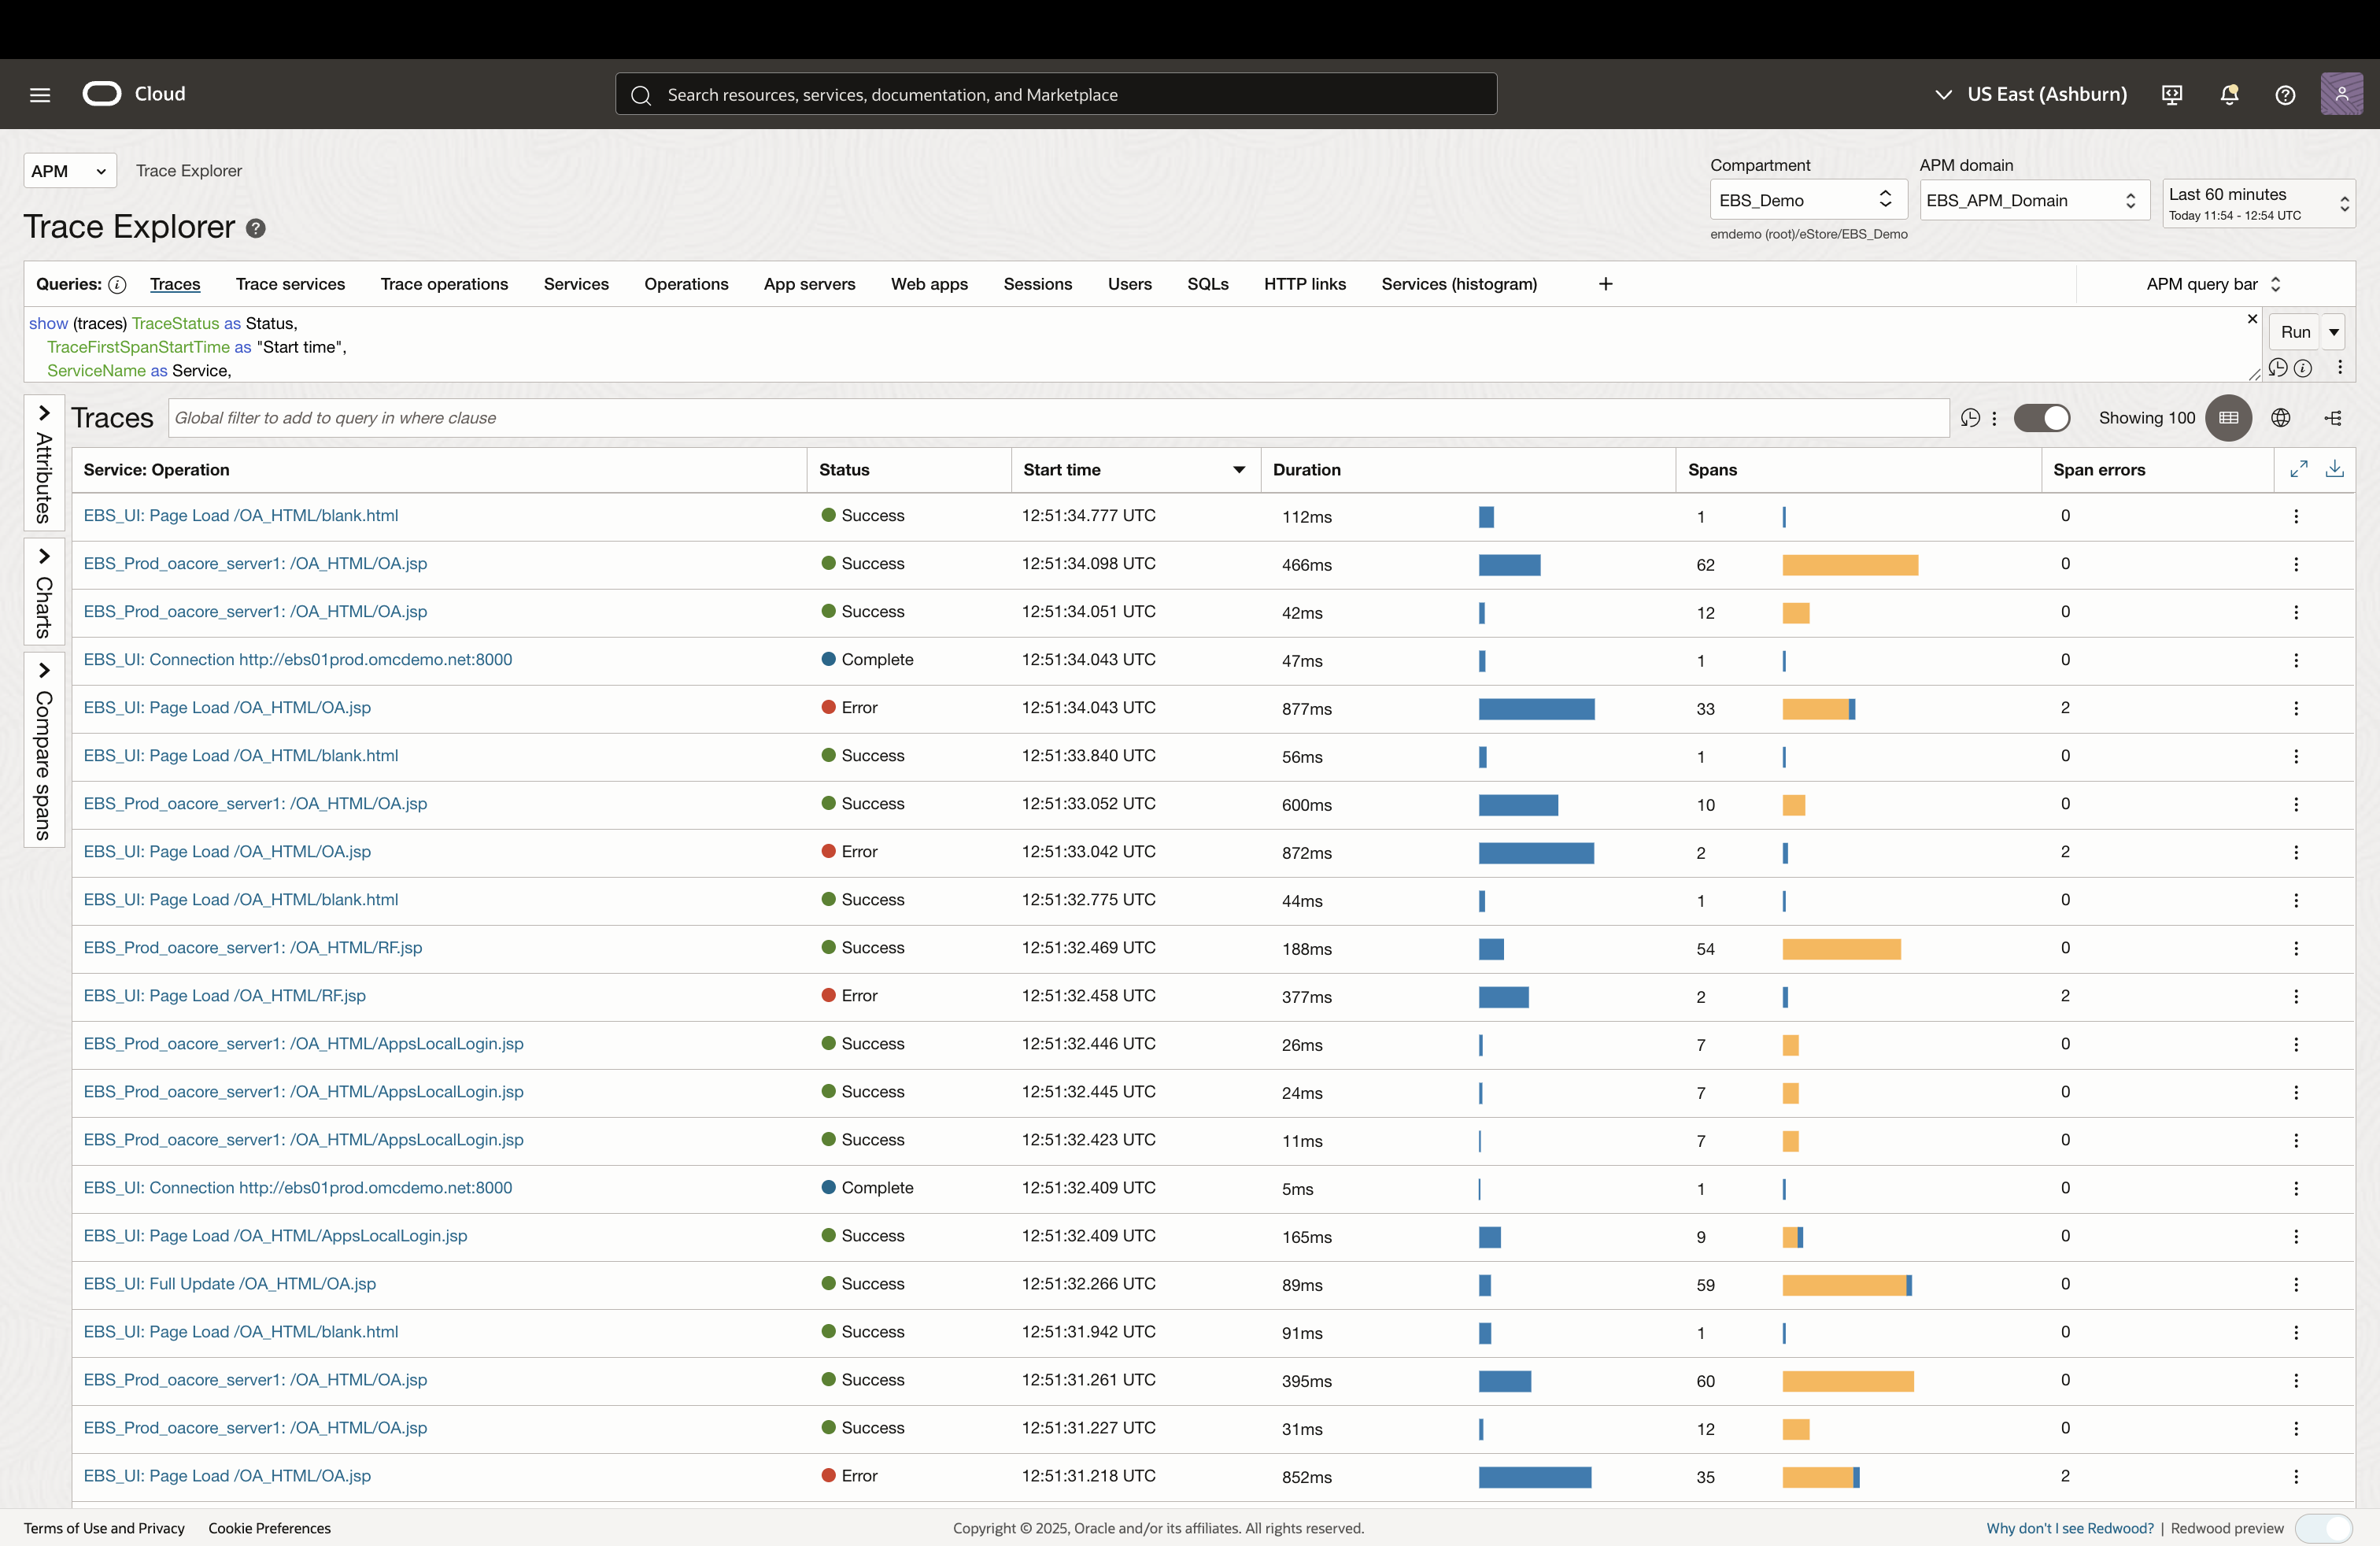 Cloud
Search resources, services, documentation, and Marketplace
US East (Ashburn)
APM
Trace Explorer
Compartment
APM domain
EBS_Demo
EBS_APM_Domain
Last 60 minutes
Today 11:54 - 12:54 UTC
emdemo (root)/eStore/EBS_Demo
Trace Explorer
Queries: Traces Trace services Trace operations Services Operations App servers Web apps Sessions Users SQLs HTTP links Services (histogram) + APM query bar
show (traces) TraceStatus as Status,
TraceFirstSpanStartTime as "Start time",
ServiceName as Service,
Run
Attributes
Charts
Compare spans
Traces Global filter to add to query in where clause Showing 100
Service: Operation Status Start time Duration Spans Span errors
EBS_UI: Page Load /OA_HTML/blank.html Success 12:51:34.777 UTC 112ms 1 0
EBS_Prod_oacore_server1: /OA_HTML/OA.jsp Success 12:51:34.098 UTC 466ms 62 0
EBS_Prod_oacore_server1: /OA_HTML/OA.jsp Success 12:51:34.051 UTC 42ms 12 0
EBS_UI: Connection http://ebs01prod.omcdemo.net:8000 Complete 12:51:34.043 UTC 47ms 1 0
EBS_UI: Page Load /OA_HTML/OA.jsp Error 12:51:34.043 UTC 877ms 33 2
EBS_UI: Page Load /OA_HTML/blank.html Success 12:51:33.840 UTC 56ms 1 0
EBS_Prod_oacore_server1: /OA_HTML/OA.jsp Success 12:51:33.052 UTC 600ms 10 0
EBS_UI: Page Load /OA_HTML/OA.jsp Error 12:51:33.042 UTC 872ms 2 2
EBS_UI: Page Load /OA_HTML/blank.html Success 12:51:32.775 UTC 44ms 1 0
EBS_Prod_oacore_server1: /OA_HTML/RF.jsp Success 12:51:32.469 UTC 188ms 54 0
EBS_UI: Page Load /OA_HTML/RF.jsp Error 12:51:32.458 UTC 377ms 2 2
EBS_Prod_oacore_server1: /OA_HTML/AppsLocalLogin.jsp Success 12:51:32.446 UTC 26ms 7 0
EBS_Prod_oacore_server1: /OA_HTML/AppsLocalLogin.jsp Success 12:51:32.445 UTC 24ms 7 0
EBS_Prod_oacore_server1: /OA_HTML/AppsLocalLogin.jsp Success 12:51:32.423 UTC 11ms 7 0
EBS_UI: Connection http://ebs01prod.omcdemo.net:8000 Complete 12:51:32.409 UTC 5ms 1 0
EBS_UI: Page Load /OA_HTML/AppsLocalLogin.jsp Success 12:51:32.409 UTC 165ms 9 0
EBS_UI: Full Update /OA_HTML/OA.jsp Success 12:51:32.266 UTC 89ms 59 0
EBS_UI: Page Load /OA_HTML/blank.html Success 12:51:31.942 UTC 91ms 1 0
EBS_Prod_oacore_server1: /OA_HTML/OA.jsp Success 12:51:31.261 UTC 395ms 60 0
EBS_Prod_oacore_server1: /OA_HTML/OA.jsp Success 12:51:31.227 UTC 31ms 12 0
EBS_UI: Page Load /OA_HTML/OA.jsp Error 12:51:31.218 UTC 852ms 35 2
Terms of Use and Privacy Cookie Preferences Copyright © 2025, Oracle and/or its affiliates. All rights reserved. Why don't I see Redwood? | Redwood preview